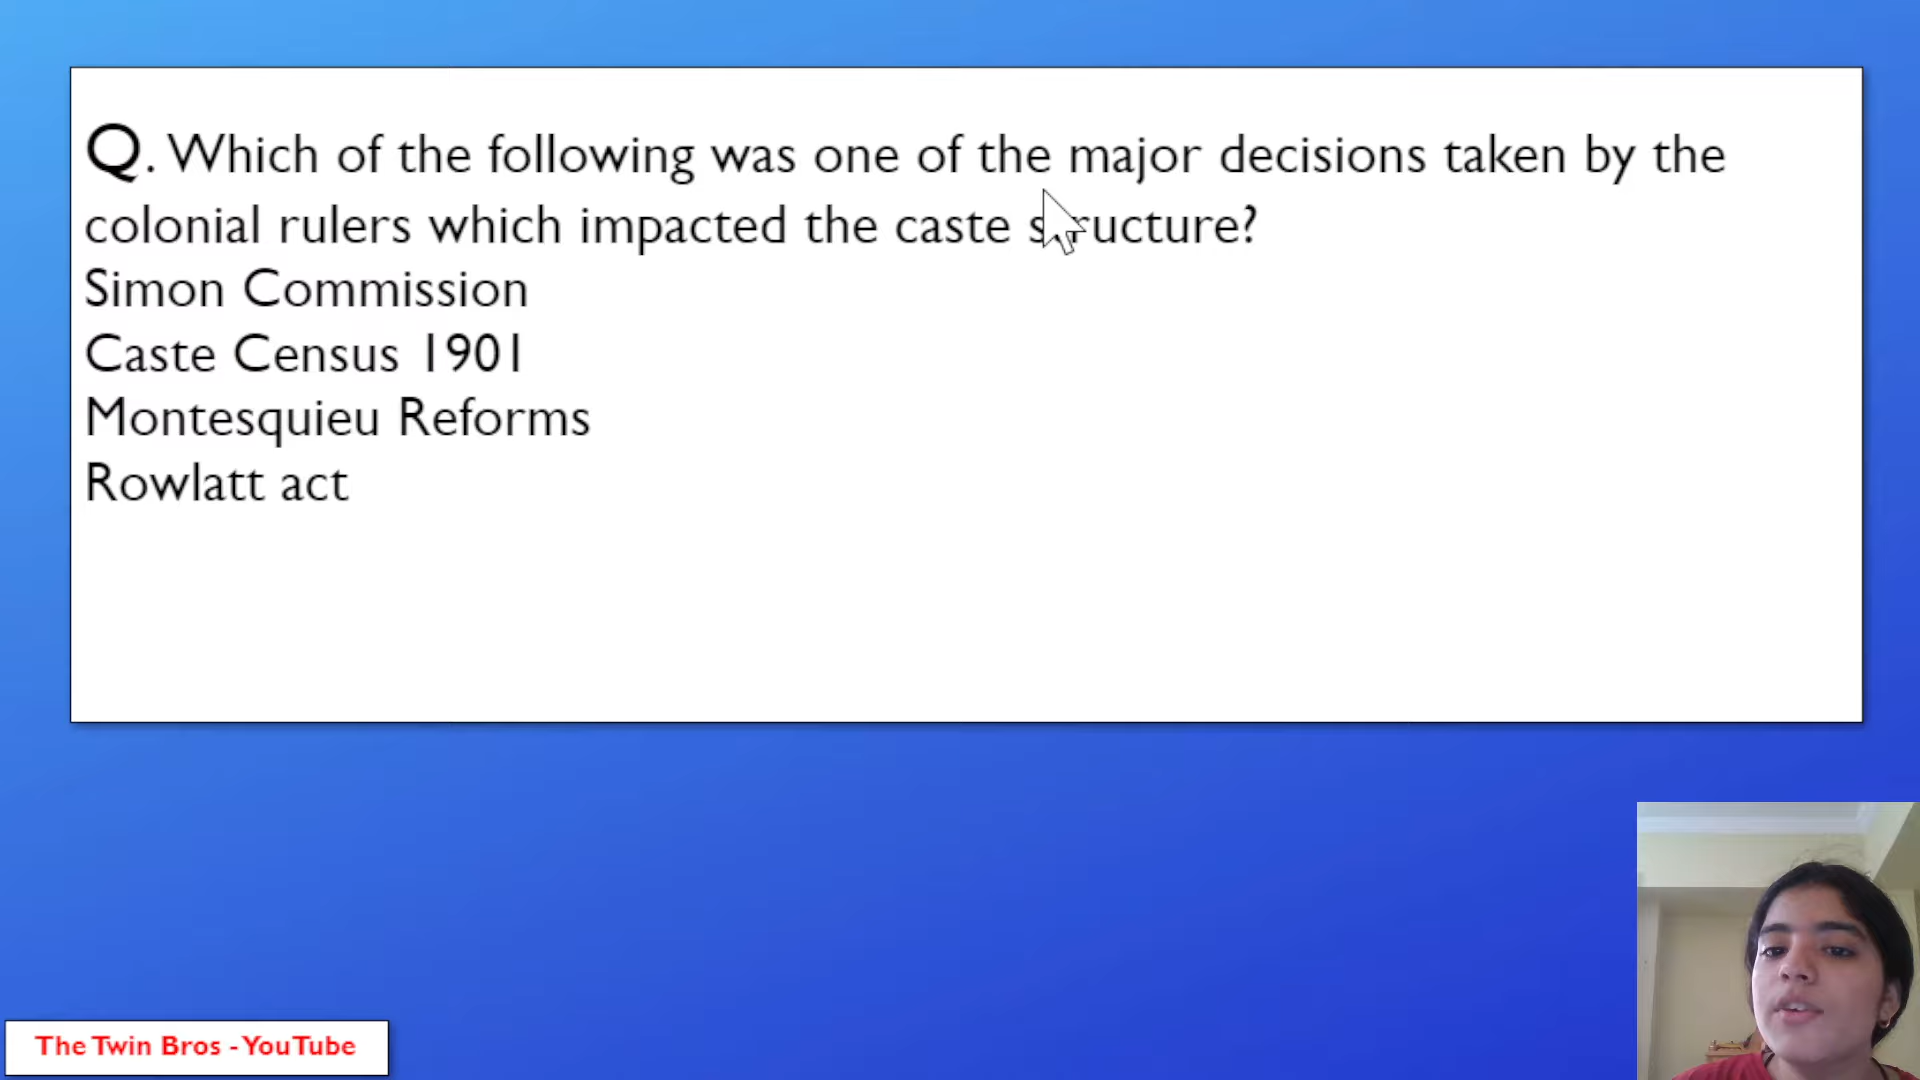 Q. Which of the following was one of the major decisions taken by the
colonial rulers which impacted the caste structure?
Simon Commission
Caste Census 1901
Montesquieu Reforms
Rowlatt act
The Twin Bros - YouTube